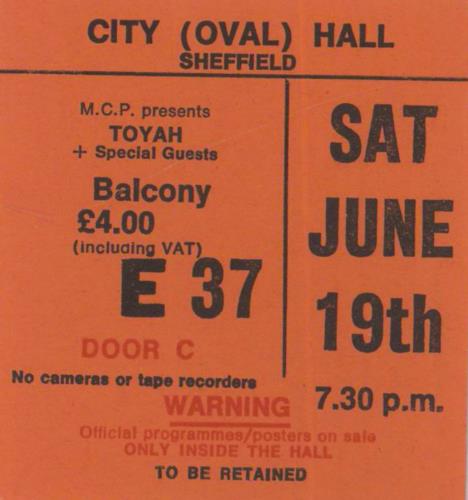 CITY (OVAL) HALL
SHEFFIELD
M.C.P. presents
TOYAH
+ Special Guests
Balcony
£4.00
(including VAT)
E 37
DOOR C
No cameras or tape recorders
SAT
JUNE
19th
7.30 p.m.
WARNING
Official programmes/posters on sale
ONLY INSIDE THE HALL
TO BE RETAINED